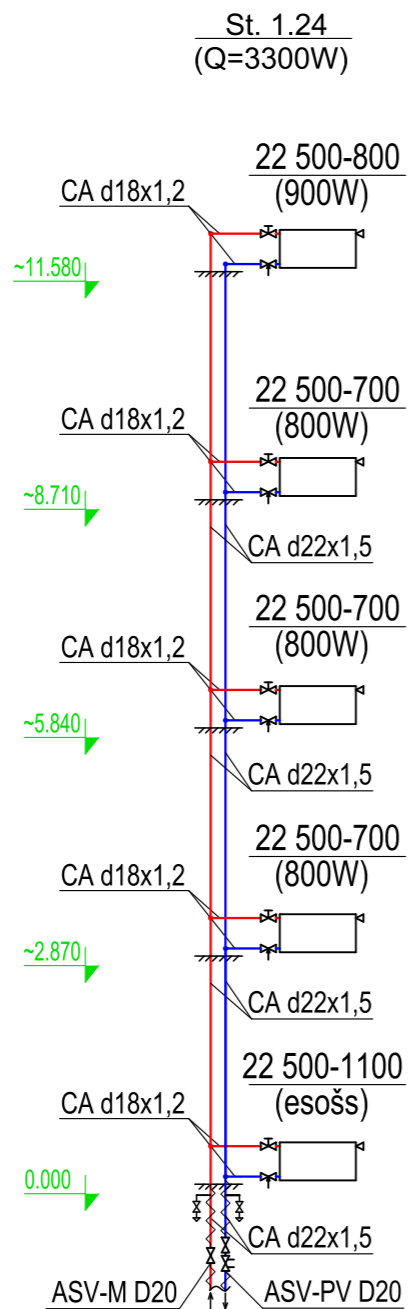 St. 1.24
(Q=3300W)
22 500-800
(900W)
CA d18x1,2
~11.580
22 500-700
(800W)
CA d18x1,2
~8.710
CA d22x1,5
22 500-700
(800W)
CA d18x1,2
~5.840
CA d22x1,5
22 500-700
(800W)
CA d18x1,2
~2.870
CA d22x1,5
22 500-1100
(esošs)
CA d18x1,2
0.000
CA d22x1,5
ASV-M D20
ASV-PV D20